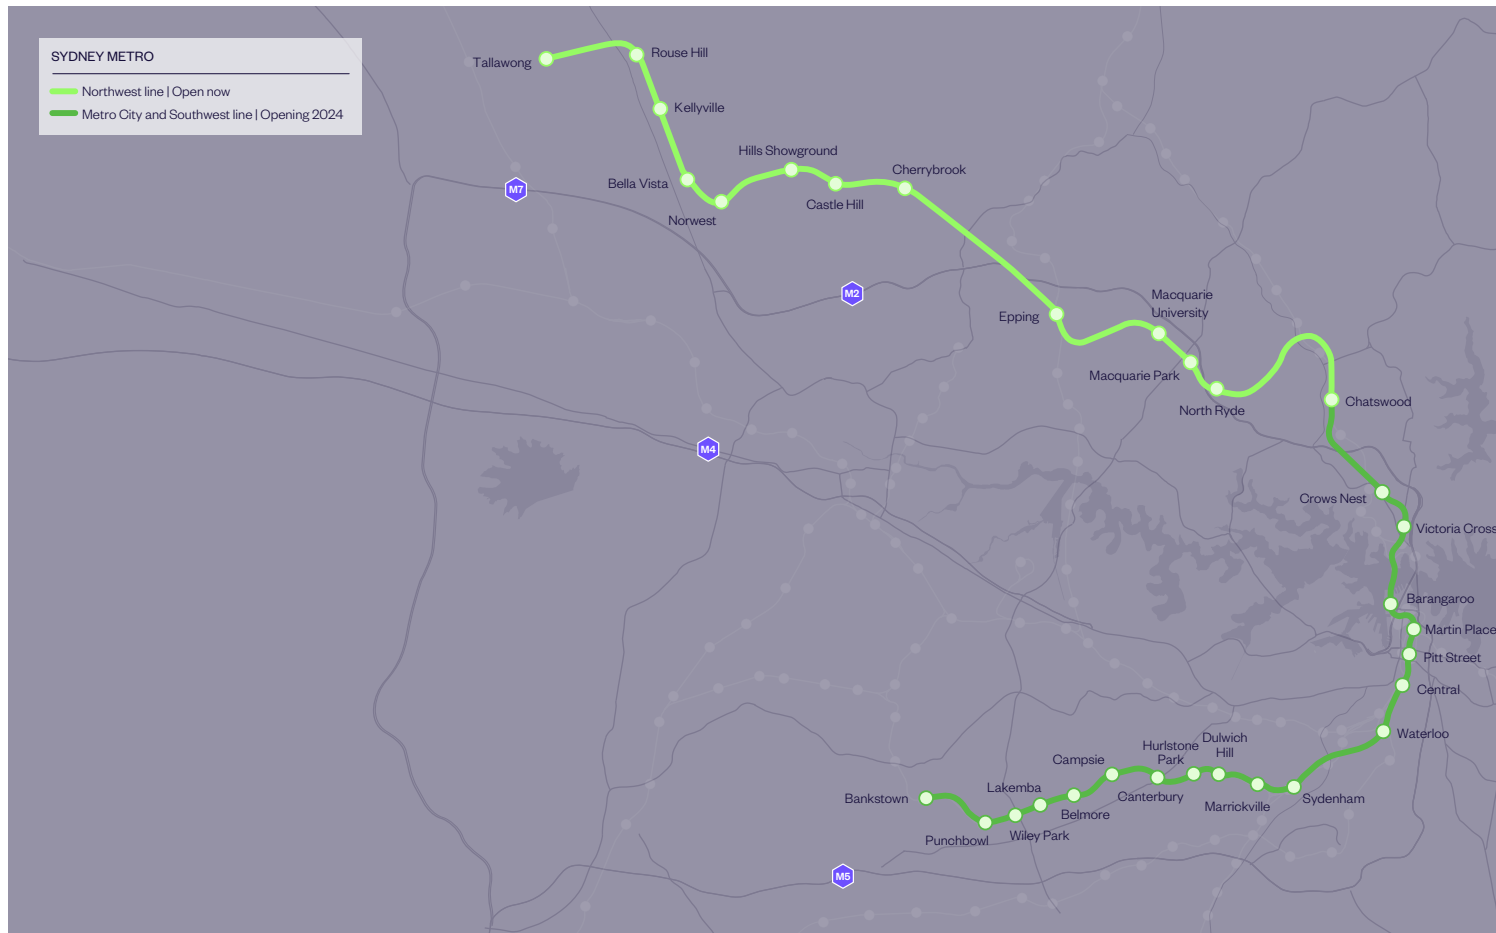 SYDNEY METRO
Northwest line | Open now
Metro City and Southwest line | Opening 2024
Tallawong
Rouse Hill
Kellyville
Bella Vista
Norwest
Hills Showground
Castle Hill
Cherrybrook
M7
M2
Epping
Macquarie
University
Macquarie Park
North Ryde
Chatswood
M4
Crows Nest
Victoria Cross
Barangaroo
Martin Place
Pitt Street
Central
Waterloo
Sydenham
Marrickville
Dulwich
Hill
Hurlstone
Park
Canterbury
Campsie
Belmore
Lakemba
Wiley Park
Punchbowl
Bankstown
M5